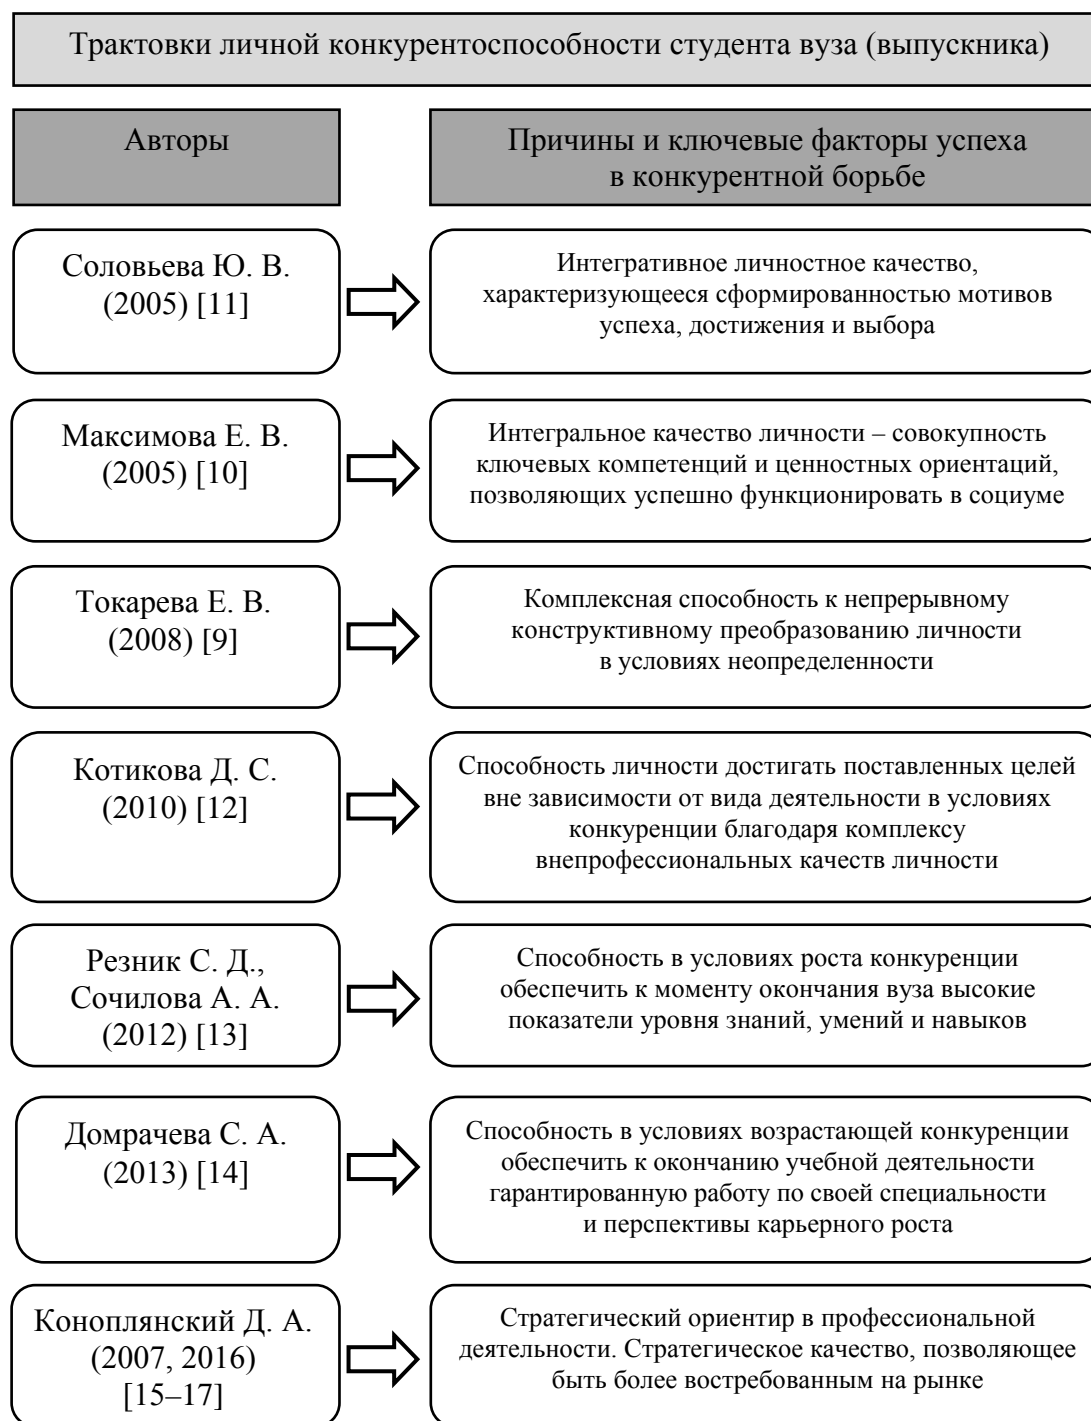 Трактовки личной конкурентоспособности студента вуза (выпускника)
Авторы
Причины и ключевые факторы успеха
в конкурентной борьбе
Соловьева Ю. В.
(2005) [11]
Интегративное личностное качество,
характеризующееся сформированностью мотивов
успеха, достижения и выбора
Максимова Е. В.
(2005) [10]
Интегральное качество личности – совокупность
ключевых компетенций и ценностных ориентаций,
позволяющих успешно функционировать в социуме
Токарева Е. В.
(2008) [9]
Комплексная способность к непрерывному
конструктивному преобразованию личности
в условиях неопределенности
Котикова Д. С.
(2010) [12]
Способность личности достигать поставленных целей
вне зависимости от вида деятельности в условиях
конкуренции благодаря комплексу
внепрофессиональных качеств личности
Резник С. Д.,
Сочилова А. А.
(2012) [13]
Способность в условиях роста конкуренции
обеспечить к моменту окончания вуза высокие
показатели уровня знаний, умений и навыков
Домрачева С. А.
(2013) [14]
Способность в условиях возрастающей конкуренции
обеспечить к окончанию учебной деятельности
гарантированную работу по своей специальности
и перспективы карьерного роста
Коноплянский Д. А.
(2007, 2016)
[15–17]
Стратегический ориентир в профессиональной
деятельности. Стратегическое качество, позволяющее
быть более востребованным на рынке